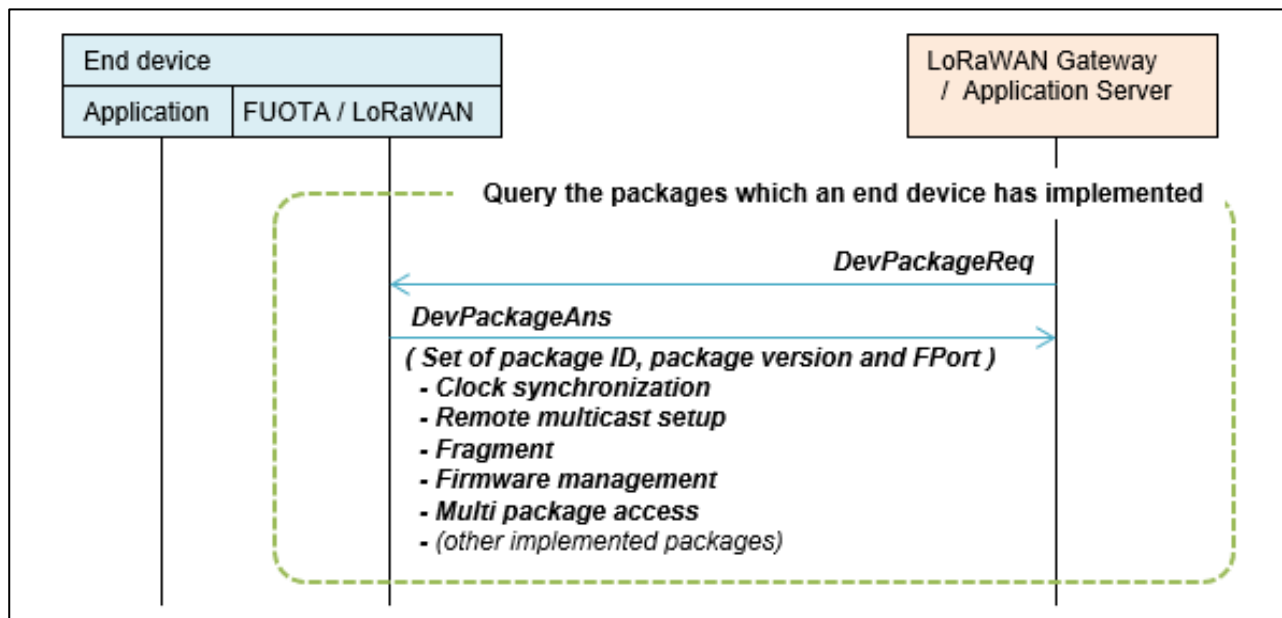 End device
Application
FUOTA / LoRaWAN
LoRaWAN Gateway
/ Application Server
Query the packages which an end device has implemented
DevPackageReq
DevPackageAns
( Set of package ID, package version and FPort )
- Clock synchronization
- Remote multicast setup
- Fragment
- Firmware management
- Multi package access
- (other implemented packages)